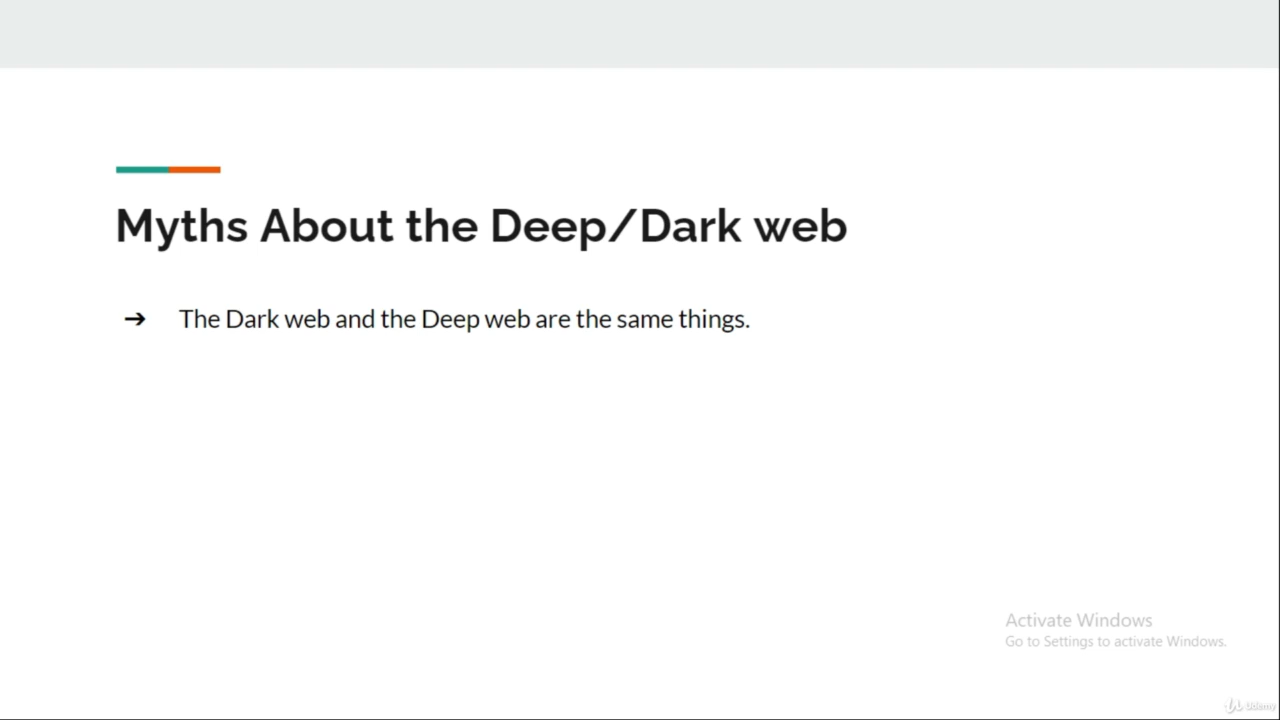 Myths About the Deep/Dark web
➔ The Dark web and the Deep web are the same things.
Activate Windows
Go to Settings to activate Windows.
Udemy